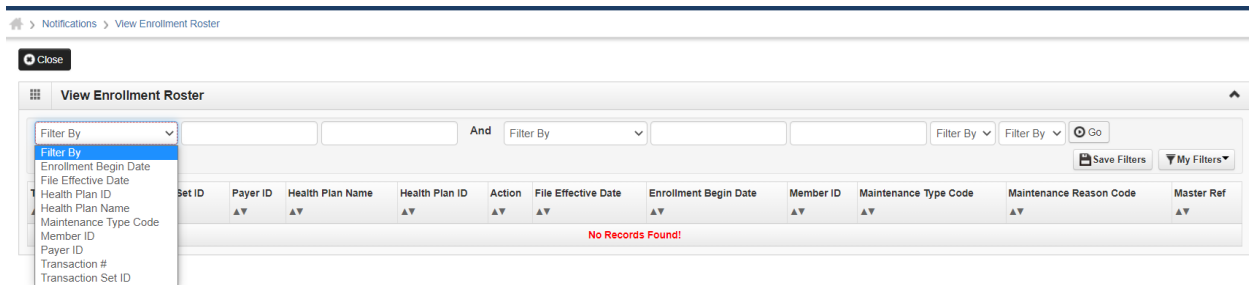 > Notifications > View Enrollment Roster
Close
View Enrollment Roster
Filter By And Filter By Filter By Filter By Go
Filter By
Enrollment Begin Date
File Effective Date
Health Plan ID
Health Plan Name
Maintenance Type Code
Member ID
Payer ID
Transaction #
Transaction Set ID
Save Filters My Filters
T Set ID Payer ID Health Plan Name Health Plan ID Action File Effective Date Enrollment Begin Date Member ID Maintenance Type Code Maintenance Reason Code Master Ref
No Records Found!